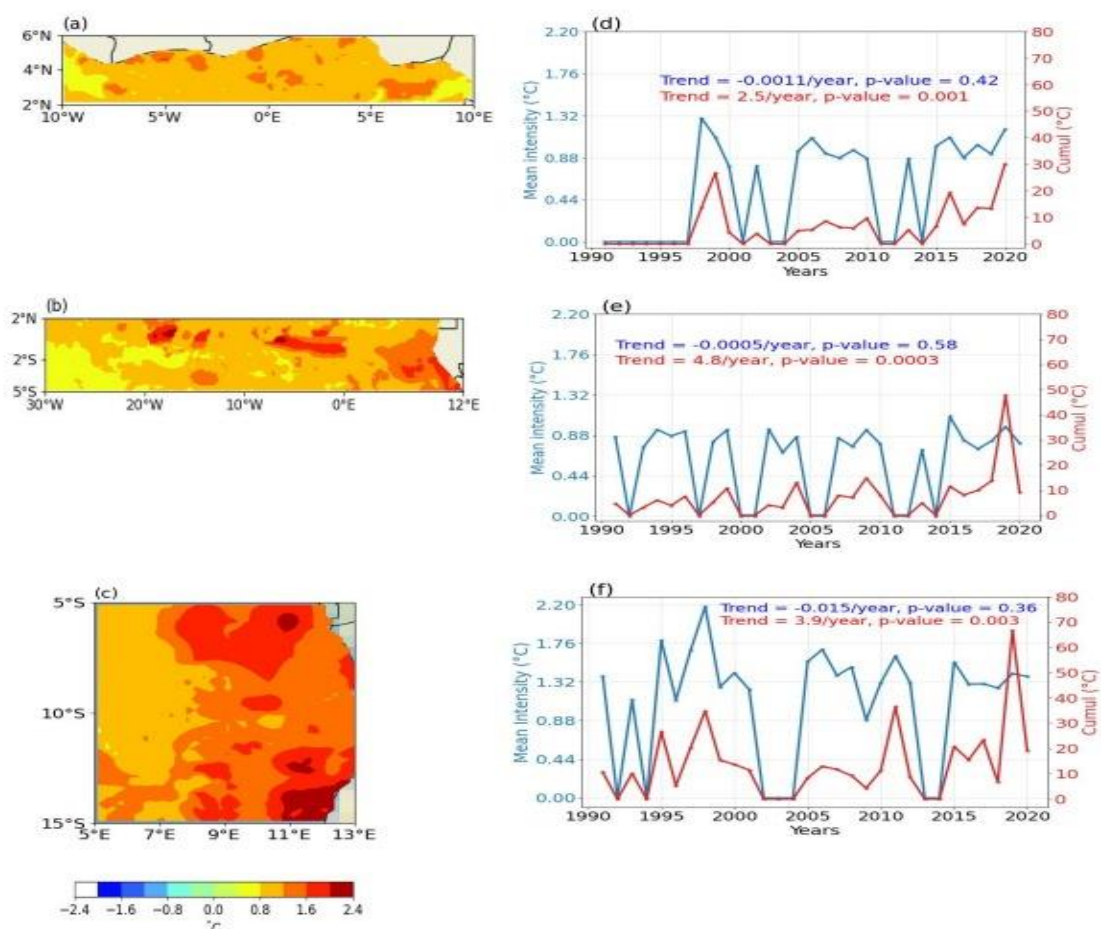 (a)
6°N
4°N
2°N
10°W 5°W 0°E 5°E 10°E
(d)
2.20
1.76
1.32
0.88
0.44
0.00
Mean intensity (°C)
Trend = -0.0011/year, p-value = 0.42
Trend = 2.5/year, p-value = 0.001
80
70
60
50
40
30
20
10
0
Cumul (°C)
1990 1995 2000 2005 2010 2015 2020
Years
(b)
2°N
2°S
5°S
30°W 20°W 10°W 0°E 12°E
(e)
2.20
1.76
1.32
0.88
0.44
0.00
Mean intensity (°C)
Trend = -0.0005/year, p-value = 0.58
Trend = 4.8/year, p-value = 0.0003
80
70
60
50
40
30
20
10
0
Cumul (°C)
1990 1995 2000 2005 2010 2015 2020
Years
(c)
5°S
10°S
15°S
5°E 7°E 9°E 11°E 13°E
(f)
2.20
1.76
1.32
0.88
0.44
0.00
Mean intensity (°C)
Trend = -0.015/year, p-value = 0.36
Trend = 3.9/year, p-value = 0.003
80
70
60
50
40
30
20
10
0
Cumul (°C)
1990 1995 2000 2005 2010 2015 2020
Years
−2.4 −1.6 −0.8 0.0 0.8 1.6 2.4
°C